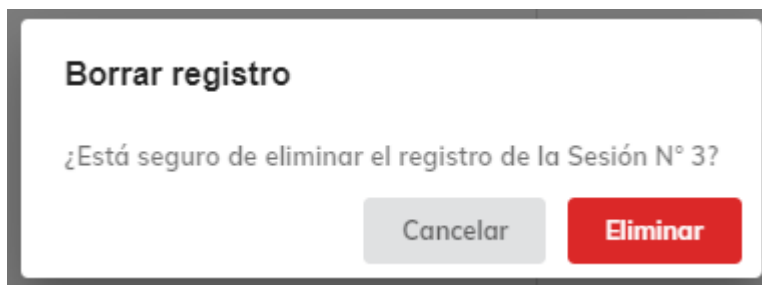 Borrar registro
¿Está seguro de eliminar el registro de la Sesión N° 3?
Cancelar Eliminar